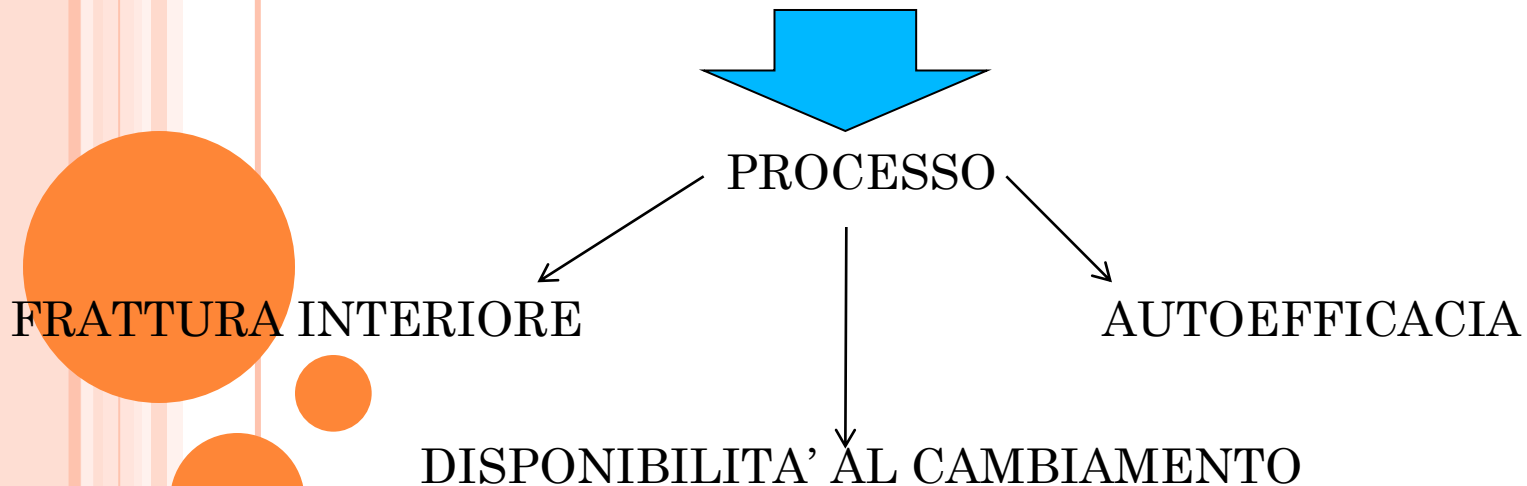 PROCESSO
FRATTURA INTERIORE
AUTOEFFICACIA
DISPONIBILITA’ AL CAMBIAMENTO